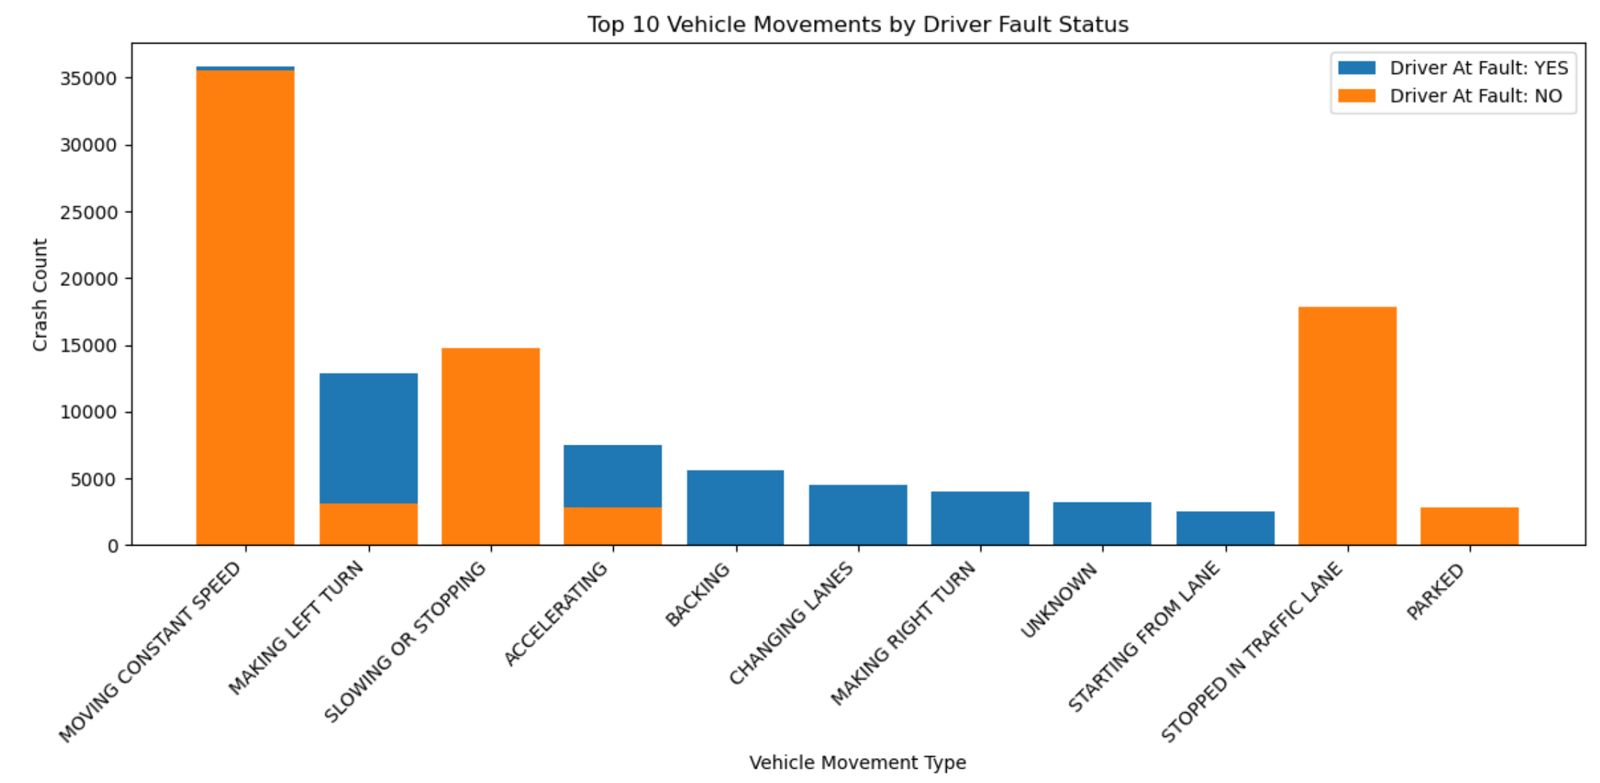 Top 10 Vehicle Movements by Driver Fault Status
Driver At Fault: YES
Driver At Fault: NO
Crash Count
35000
30000
25000
20000
15000
10000
5000
0
MOVING CONSTANT SPEED
MAKING LEFT TURN
SLOWING OR STOPPING
ACCELERATING
BACKING
CHANGING LANES
MAKING RIGHT TURN
UNKNOWN
STARTING FROM LANE
STOPPED IN TRAFFIC LANE
PARKED
Vehicle Movement Type